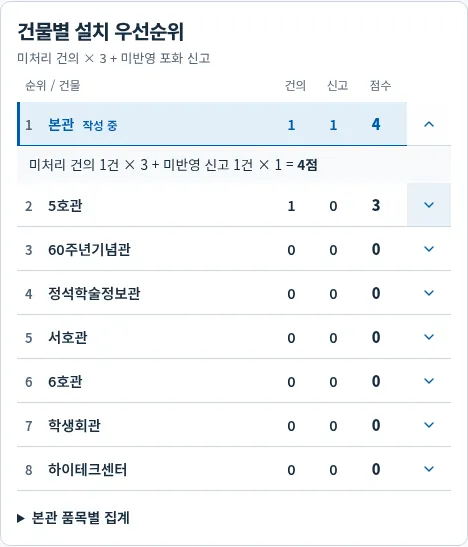 건물별 설치 우선순위
미처리 건의 × 3 + 미반영 포화 신고
순위 / 건물 건의 신고 점수
1 본관 작성 중 1 1 4
미처리 건의 1건 × 3 + 미반영 신고 1건 × 1 = 4점
2 5호관 1 0 3
3 60주년기념관 0 0 0
4 정석학술정보관 0 0 0
5 서호관 0 0 0
6 6호관 0 0 0
7 학생회관 0 0 0
8 하이테크센터 0 0 0
▶ 본관 품목별 집계